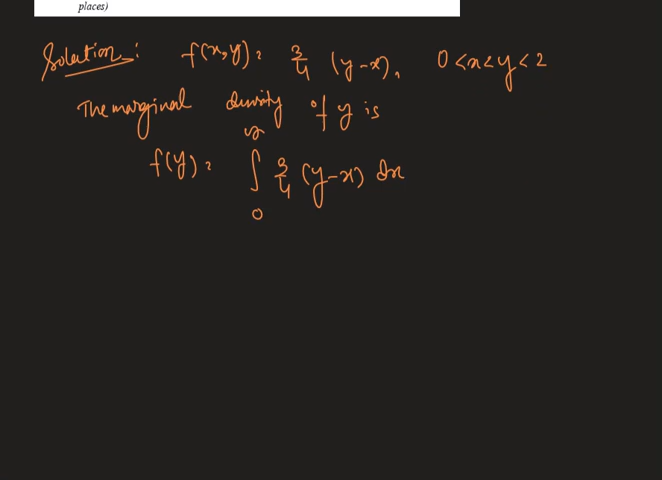 places)
Solution:
f(x,y) = 3/4 (y-x), 0<x<y<2
The marginal density of y is
f(y) = ∫ 3/4 (y-x) dx
0